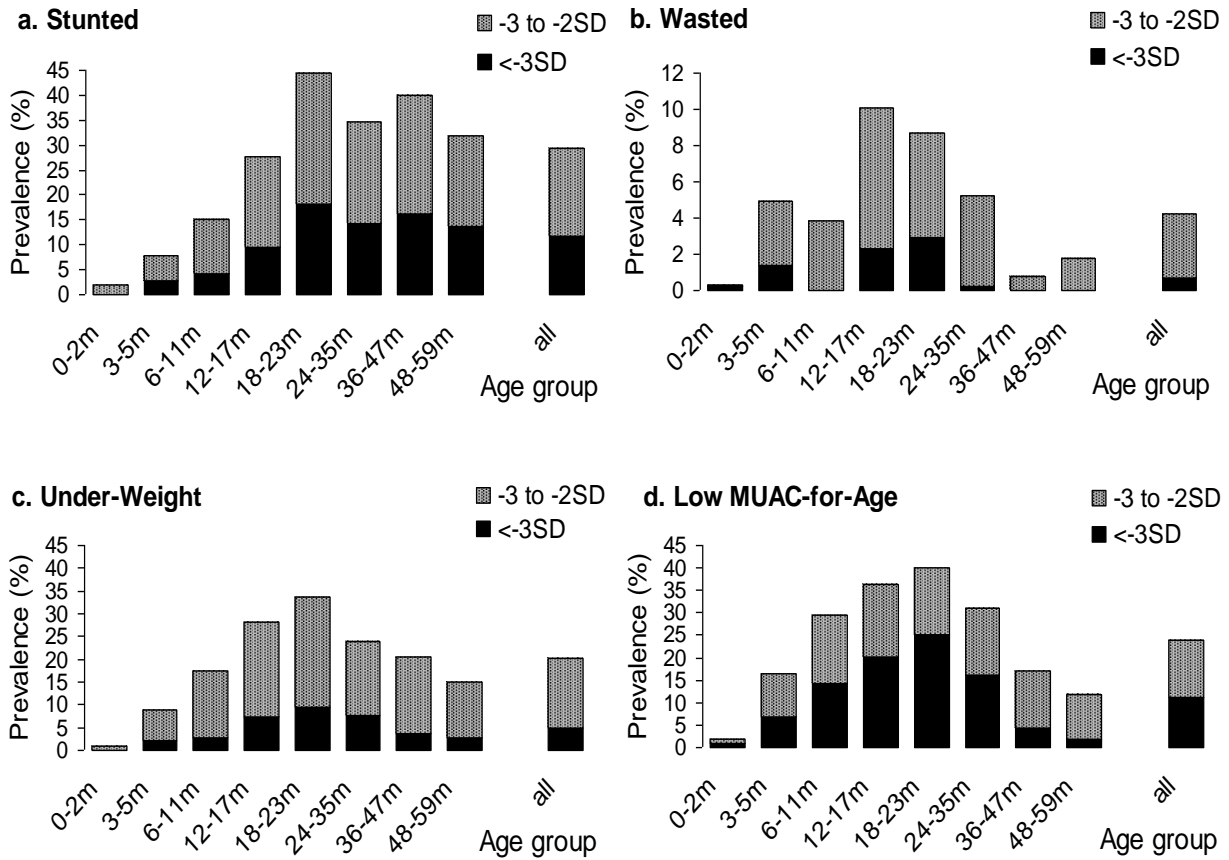 a. Stunted
-3 to -2SD
<-3SD
Prevalence (%)
45
40
35
30
25
20
15
10
5
0
0-2m
3-5m
6-11m
12-17m
18-23m
24-35m
36-47m
48-59m
all
Age group
b. Wasted
-3 to -2SD
<-3SD
Prevalence (%)
12
10
8
6
4
2
0
0-2m
3-5m
6-11m
12-17m
18-23m
24-35m
36-47m
48-59m
all
Age group
c. Under-Weight
-3 to -2SD
<-3SD
Prevalence (%)
45
40
35
30
25
20
15
10
5
0
0-2m
3-5m
6-11m
12-17m
18-23m
24-35m
36-47m
48-59m
all
Age group
d. Low MUAC-for-Age
-3 to -2SD
<-3SD
Prevalence (%)
45
40
35
30
25
20
15
10
5
0
0-2m
3-5m
6-11m
12-17m
18-23m
24-35m
36-47m
48-59m
all
Age group